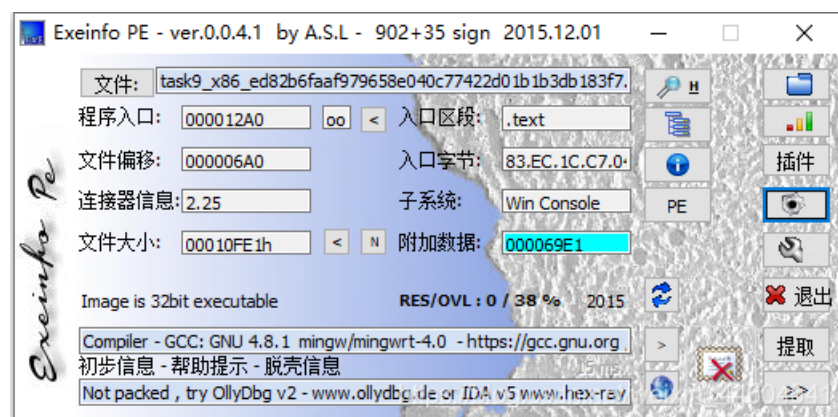 Exeinfo PE - ver.0.0.4.1 by A.S.L - 902+35 sign 2015.12.01
文件: task9_x86_ed82b6faaf979658e040c77422d01b1b3db183f7.
H
程序入口: 000012A0 oo < 入口区段: .text
文件偏移: 000006A0 入口字节: 83.EC.1C.C7.0 插件
连接器信息: 2.25 子系统: Win Console PE
文件大小: 00010FE1h < N 附加数据: 000069E1
Image is 32bit executable RES/OVL : 0 / 38 % 2015 退出
Compiler - GCC: GNU 4.8.1 mingw/mingwrt-4.0 - https://gcc.gnu.org > 提取
初步信息 - 帮助提示 - 脱壳信息
Not packed , try OllyDbg v2 - www.ollydbg.de or IDA v5 www.hex-ray >>
Exeinfo Pe